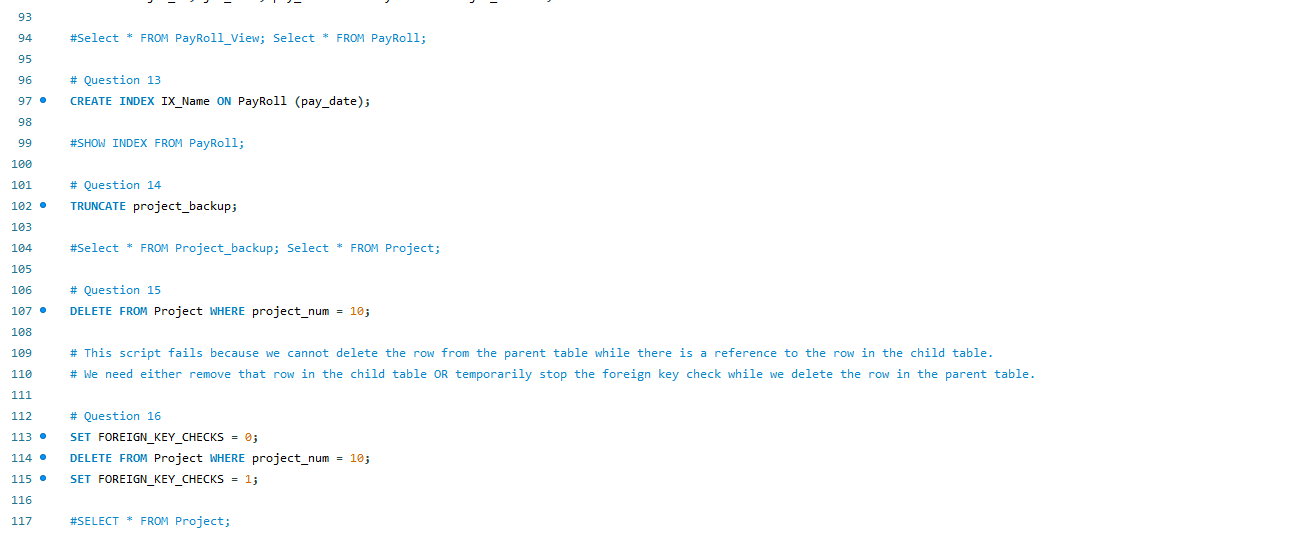 93
94 #Select * FROM PayRoll_View; Select * FROM PayRoll;
95
96 # Question 13
97 CREATE INDEX IX_Name ON PayRoll (pay_date);
98
99 #SHOW INDEX FROM PayRoll;
100
101 # Question 14
102 TRUNCATE project_backup;
103
104 #Select * FROM Project_backup; Select * FROM Project;
105
106 # Question 15
107 DELETE FROM Project WHERE project_num = 10;
108
109 # This script fails because we cannot delete the row from the parent table while there is a reference to the row in the child table.
110 # We need either remove that row in the child table OR temporarily stop the foreign key check while we delete the row in the parent table.
111
112 # Question 16
113 SET FOREIGN_KEY_CHECKS = 0;
114 DELETE FROM Project WHERE project_num = 10;
115 SET FOREIGN_KEY_CHECKS = 1;
116
117 #SELECT * FROM Project;